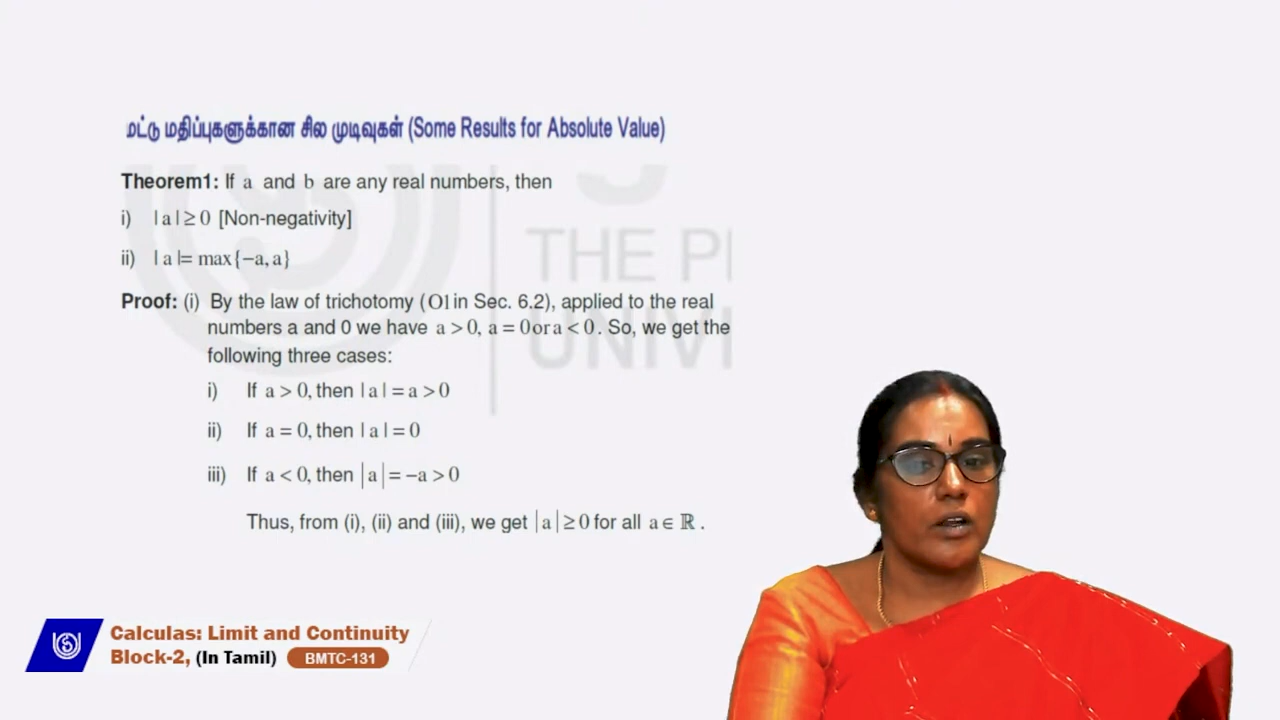 மட்டு மதிப்புகளுக்கான சில முடிவுகள் (Some Results for Absolute Value)
Theorem1: If a and b are any real numbers, then
i) |a| ≥ 0 [Non-negativity]
ii) |a| = max{−a, a}
Proof: (i) By the law of trichotomy (O1 in Sec. 6.2), applied to the real
numbers a and 0 we have a > 0, a = 0 or a < 0. So, we get the
following three cases:
i) If a > 0, then |a| = a > 0
ii) If a = 0, then |a| = 0
iii) If a < 0, then |a| = −a > 0
Thus, from (i), (ii) and (iii), we get |a| ≥ 0 for all a ∈ ℝ.
THE P
UNIV
Calculas: Limit and Continuity
Block-2, (In Tamil) BMTC-131